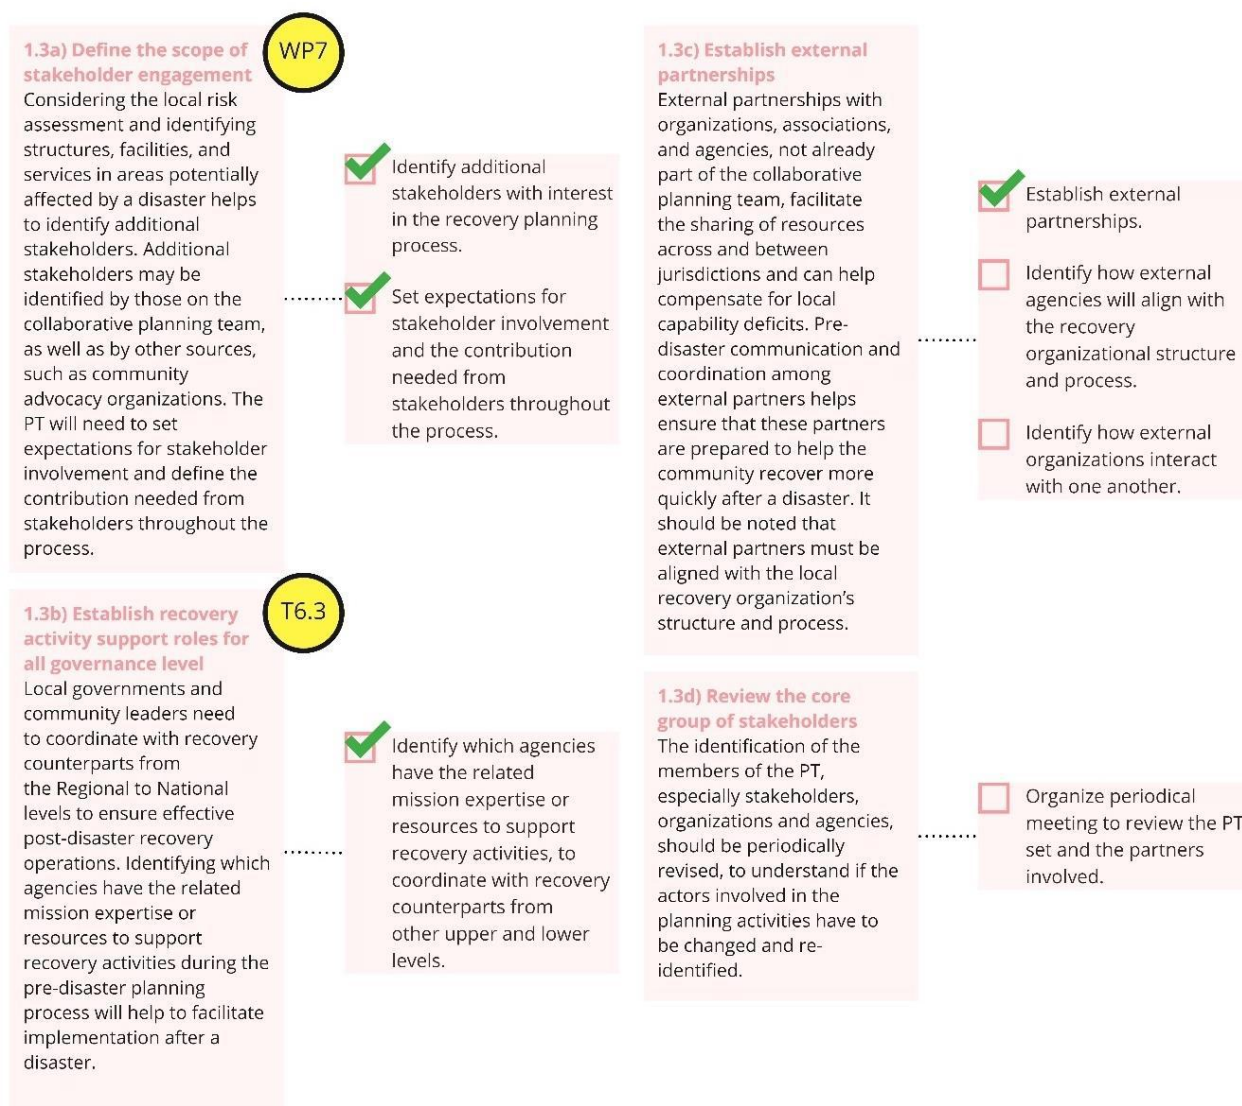 1.3a) Define the scope of
stakeholder engagement
WP7
Considering the local risk
assessment and identifying
structures, facilities, and
services in areas potentially
affected by a disaster helps
to identify additional
stakeholders. Additional
stakeholders may be
identified by those on the
collaborative planning team,
as well as by other sources,
such as community
advocacy organizations. The
PT will need to set
expectations for stakeholder
involvement and define the
contribution needed from
stakeholders throughout the
process.
Identify additional
stakeholders with interest
in the recovery planning
process.
Set expectations for
stakeholder involvement
and the contribution
needed from
stakeholders throughout
the process.
1.3b) Establish recovery
activity support roles for
all governance level
T6.3
Local governments and
community leaders need
to coordinate with recovery
counterparts from
the Regional to National
levels to ensure effective
post-disaster recovery
operations. Identifying which
agencies have the related
mission expertise or
resources to support
recovery activities during the
pre-disaster planning
process will help to facilitate
implementation after a
disaster.
Identify which agencies
have the related
mission expertise or
resources to support
recovery activities, to
coordinate with recovery
counterparts from
other upper and lower
levels.
1.3c) Establish external
partnerships
External partnerships with
organizations, associations,
and agencies, not already
part of the collaborative
planning team, facilitate
the sharing of resources
across and between
jurisdictions and can help
compensate for local
capability deficits. Pre-
disaster communication and
coordination among
external partners helps
ensure that these partners
are prepared to help the
community recover more
quickly after a disaster. It
should be noted that
external partners must be
aligned with the local
recovery organization's
structure and process.
Establish external
partnerships.
Identify how external
agencies will align with
the recovery
organizational structure
and process.
Identify how external
organizations interact
with one another.
1.3d) Review the core
group of stakeholders
The identification of the
members of the PT,
especially stakeholders,
organizations and agencies,
should be periodically
revised, to understand if the
actors involved in the
planning activities have to
be changed and re-
identified.
Organize periodical
meeting to review the PT
set and the partners
involved.